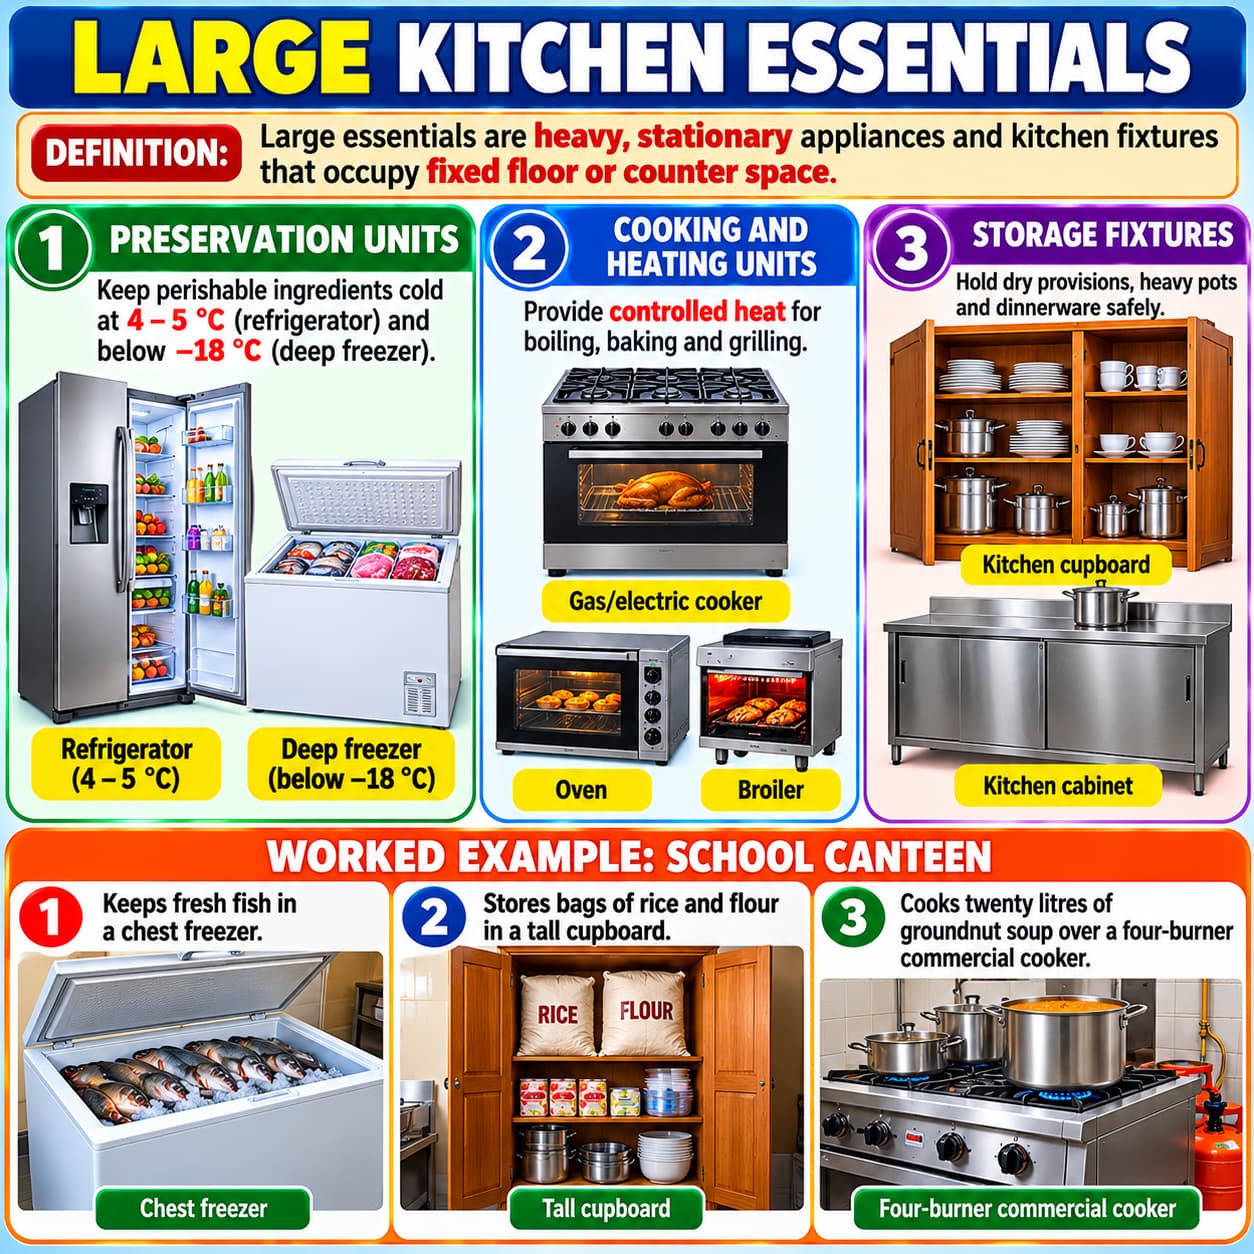 LARGE KITCHEN ESSENTIALS
DEFINITION:
Large essentials are heavy, stationary appliances and kitchen fixtures
that occupy fixed floor or counter space.
1 PRESERVATION UNITS
Keep perishable ingredients cold
at 4 – 5 °C (refrigerator) and
below –18 °C (deep freezer).
Refrigerator
(4 – 5 °C)
Deep freezer
(below –18 °C)
2 COOKING AND
HEATING UNITS
Provide controlled heat for
boiling, baking and grilling.
Gas/electric cooker
Oven
Broiler
3 STORAGE FIXTURES
Hold dry provisions, heavy pots
and dinnerware safely.
Kitchen cupboard
Kitchen cabinet
WORKED EXAMPLE: SCHOOL CANTEEN
1 Keeps fresh fish in
a chest freezer.
Chest freezer
2 Stores bags of rice and flour
in a tall cupboard.
RICE
FLOUR
Tall cupboard
3 Cooks twenty litres of
groundnut soup over a four-burner
commercial cooker.
Four-burner commercial cooker